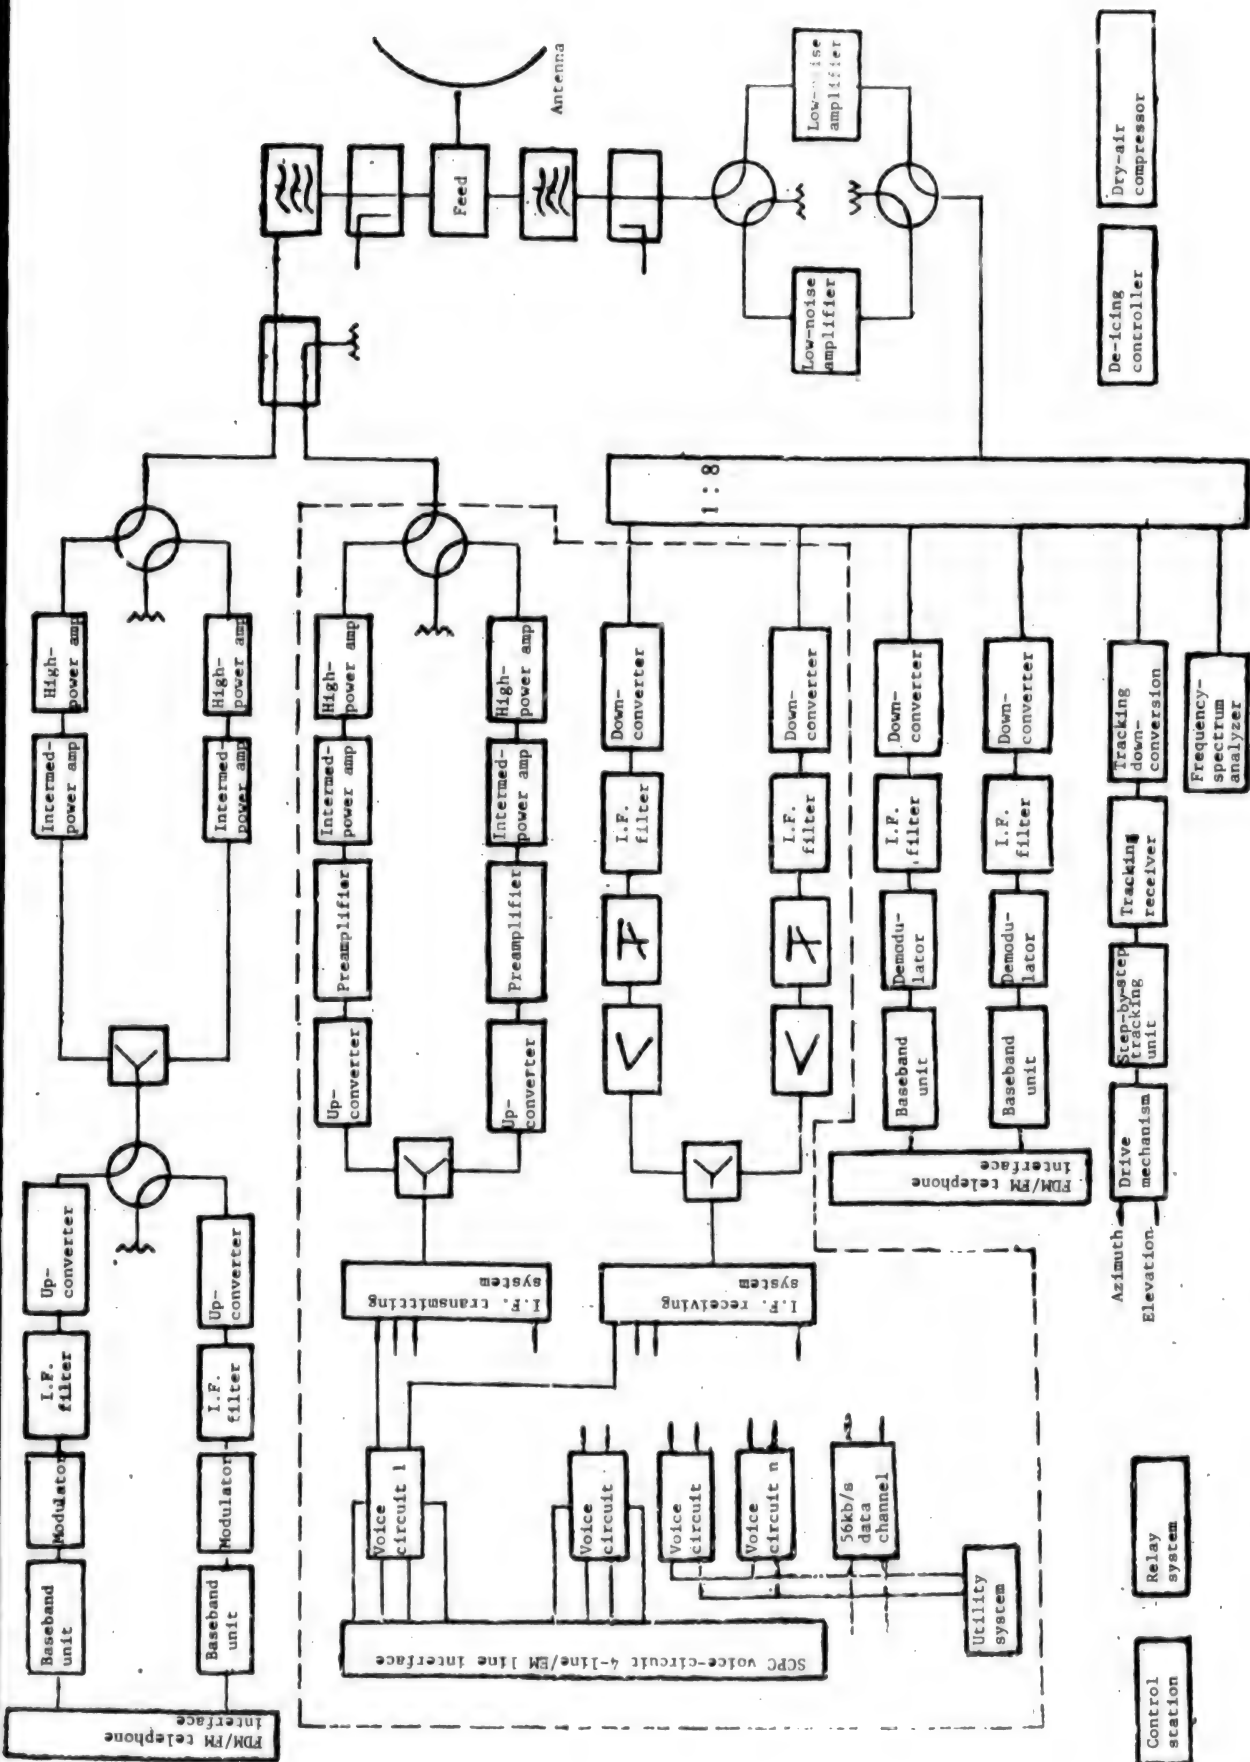 FDM/FM telephone
interface
Baseband
unit
Modulator
I.F.
filter
Up-
converter
Intermed-
power amp
High-
power amp
Baseband
unit
Modulator
I.F.
filter
Up-
converter
Intermed-
power amp
High-
power amp
Antenna
Feed
SCPC voice-circuit 4-line/EM line interface
Voice
circuit 1
Voice
circuit
Voice
circuit
Voice
circuit n
56kb/s
data
channel
Utility
system
I.F. transmitting
system
I.F. receiving
system
Up-
converter
Preamplifier
Intermed-
power amp
High-
power amp
Up-
converter
Preamplifier
Intermed-
power amp
High-
power amp
I.F.
filter
Down-
converter
I.F.
filter
Down-
converter
1 : 8
Low-noise
amplifier
Low-noise
amplifier
FDM/FM telephone
interface
Baseband
unit
Demodu-
lator
I.F.
filter
Down-
converter
Baseband
unit
Demodu-
lator
I.F.
filter
Down-
converter
Azimuth
Elevation
Drive
mechanism
Step-by-step
tracking
unit
Tracking
receiver
Tracking
down-
conversion
Frequency-
spectrum
analyzer
Control
station
Relay
system
De-icing
controller
Dry-air
compressor